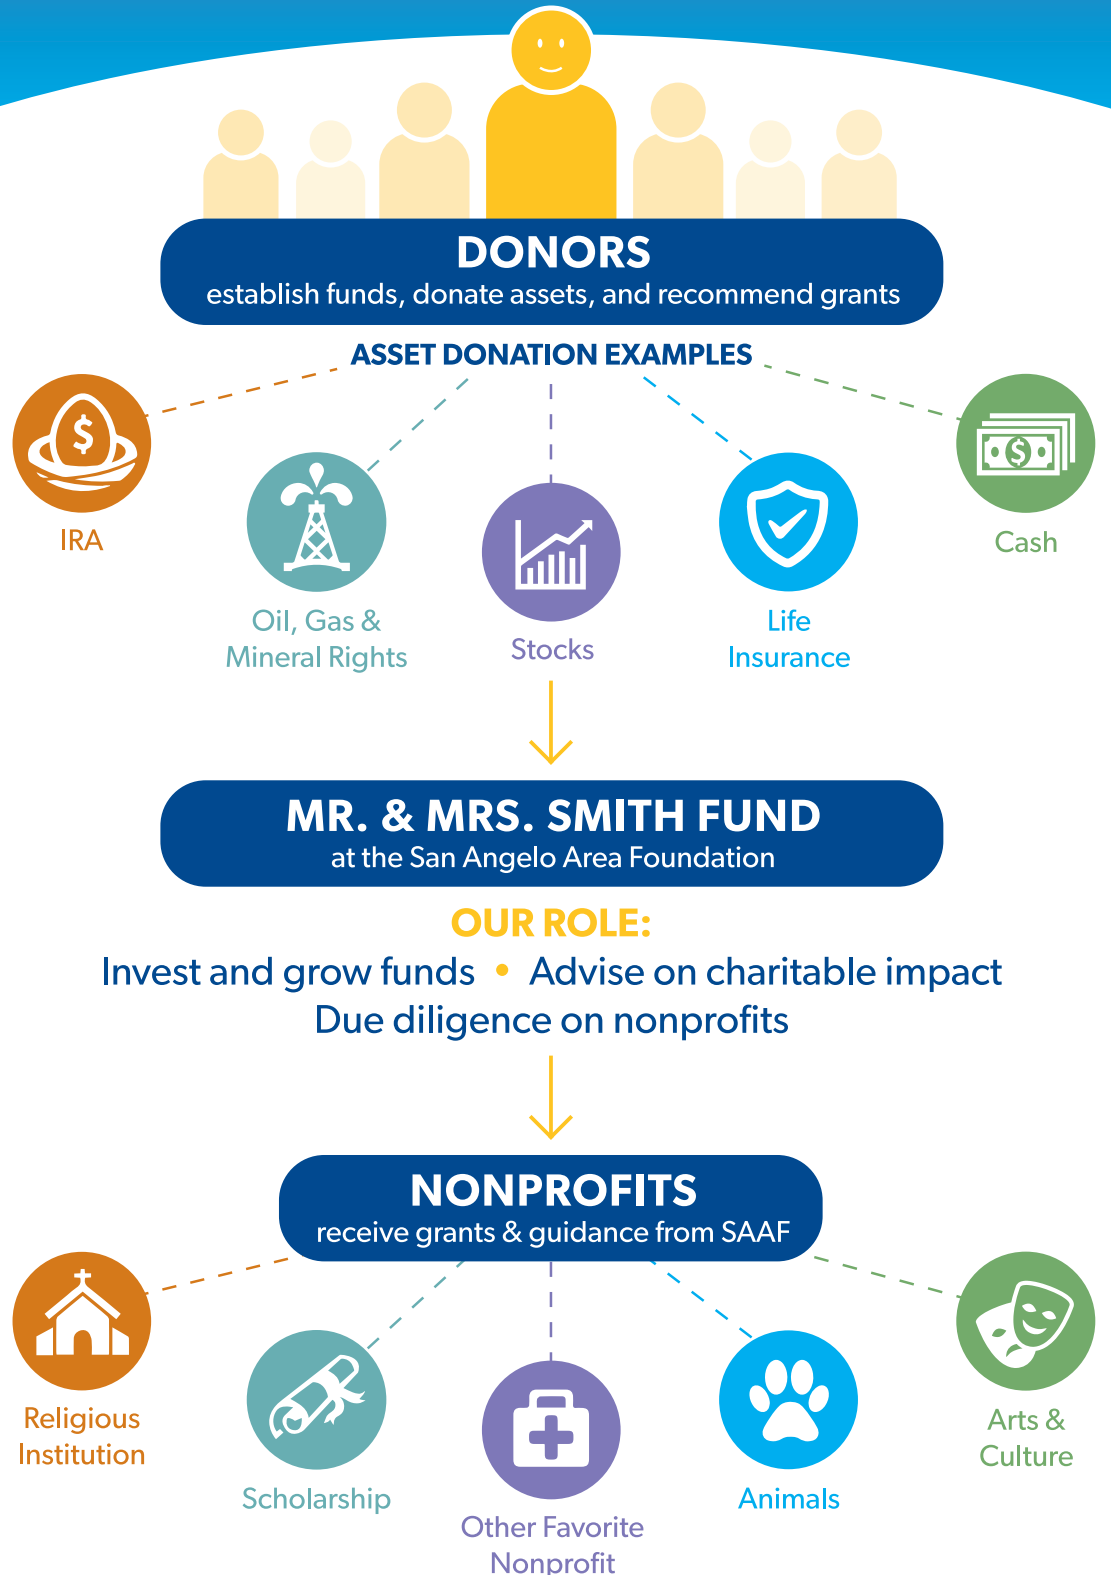 DONORS
establish funds, donate assets, and recommend grants
ASSET DONATION EXAMPLES
$
IRA
Oil, Gas &
Mineral Rights
Stocks
Life
Insurance
$
Cash
MR. & MRS. SMITH FUND
at the San Angelo Area Foundation
OUR ROLE:
Invest and grow funds • Advise on charitable impact
Due diligence on nonprofits
NONPROFITS
receive grants & guidance from SAAF
Religious
Institution
Scholarship
Other Favorite
Nonprofit
Animals
Arts &
Culture